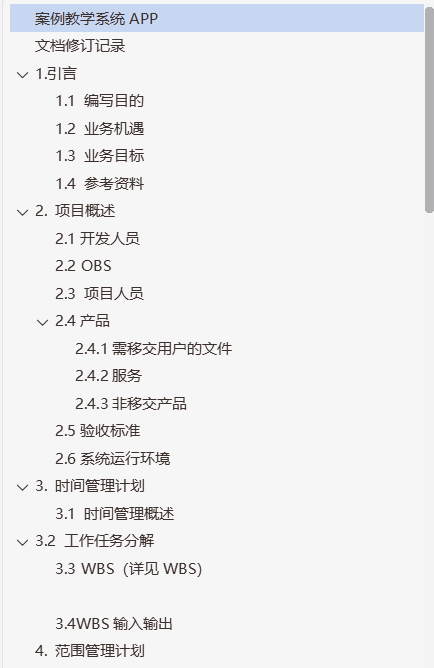 案例教学系统 APP
文档修订记录
1.引言
1.1 编写目的
1.2 业务机遇
1.3 业务目标
1.4 参考资料
2. 项目概述
2.1 开发人员
2.2 OBS
2.3 项目人员
2.4 产品
2.4.1 需移交用户的文件
2.4.2 服务
2.4.3 非移交产品
2.5 验收标准
2.6 系统运行环境
3. 时间管理计划
3.1 时间管理概述
3.2 工作任务分解
3.3 WBS（详见 WBS）
3.4WBS 输入输出
4. 范围管理计划